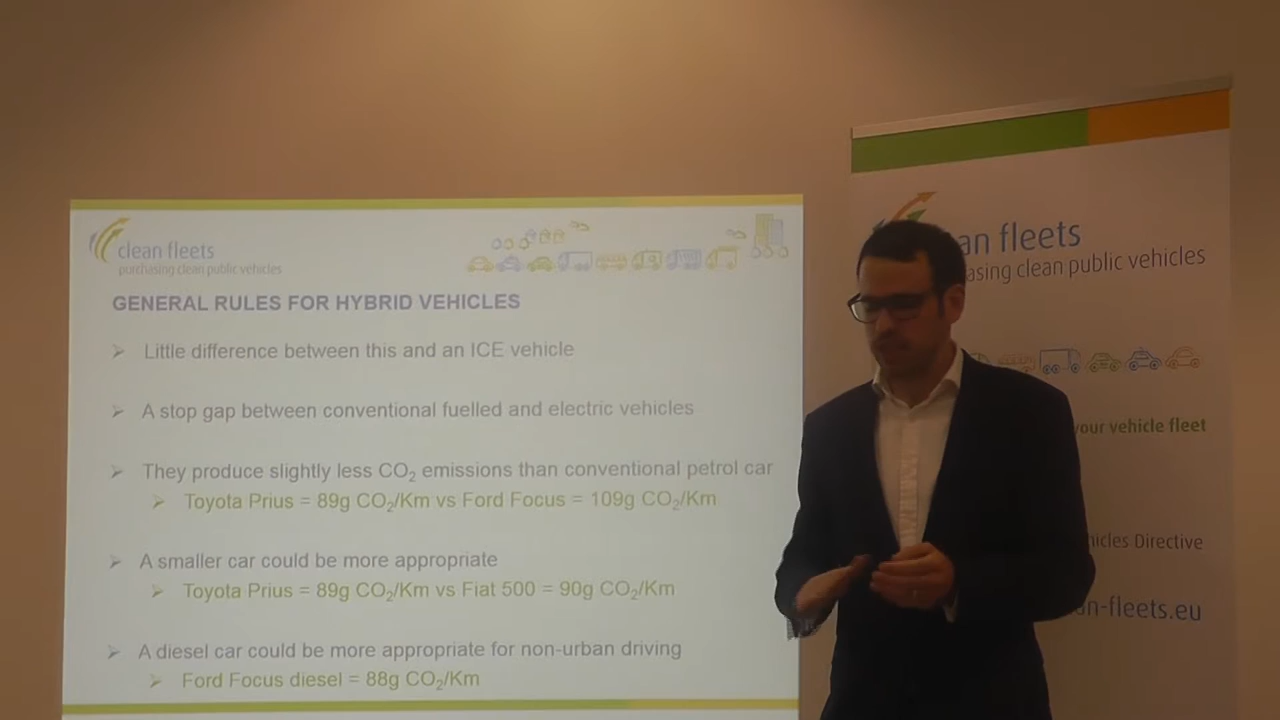 clean fleets
purchasing clean public vehicles
GENERAL RULES FOR HYBRID VEHICLES
Little difference between this and an ICE vehicle
A stop gap between conventional fuelled and electric vehicles
They produce slightly less CO₂ emissions than conventional petrol car
Toyota Prius = 89g CO₂/Km vs Ford Focus = 109g CO₂/Km
A smaller car could be more appropriate
Toyota Prius = 89g CO₂/Km vs Fiat 500 = 90g CO₂/Km
A diesel car could be more appropriate for non-urban driving
Ford Focus diesel = 88g CO₂/Km
an fleets
asing clean public vehicles
your vehicle fleet
hicles Directive
an-fleets.eu